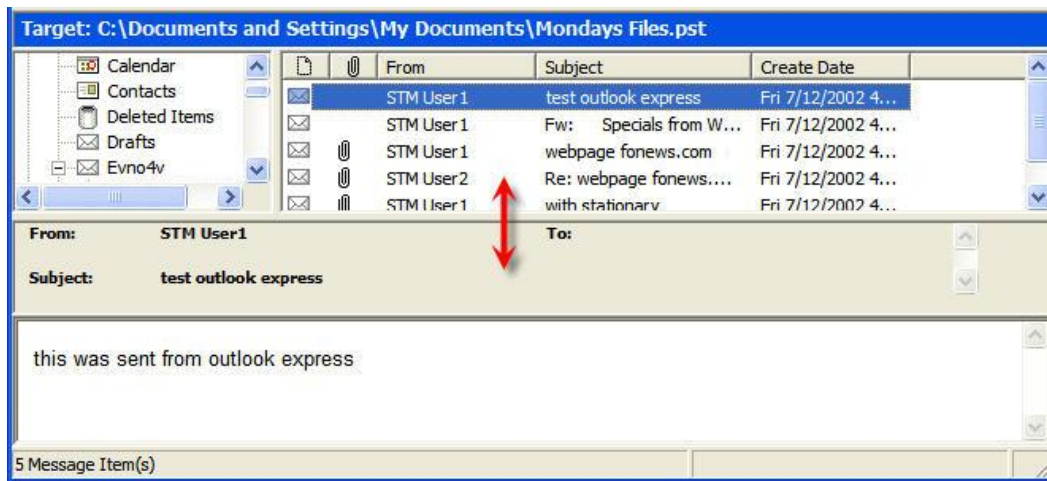 Target: C:\Documents and Settings\My Documents\Mondays Files.pst
Calendar
Contacts
Deleted Items
Drafts
Evno4v
From Subject Create Date
STM User1 test outlook express Fri 7/12/2002 4...
STM User1 Fw: Specials from W... Fri 7/12/2002 4...
STM User1 webpage fonews.com Fri 7/12/2002 4...
STM User2 Re: webpage fonews.... Fri 7/12/2002 4...
STM User1 with stationary Fri 7/12/2002 4...
From: STM User1 To:
Subject: test outlook express
this was sent from outlook express
5 Message Item(s)